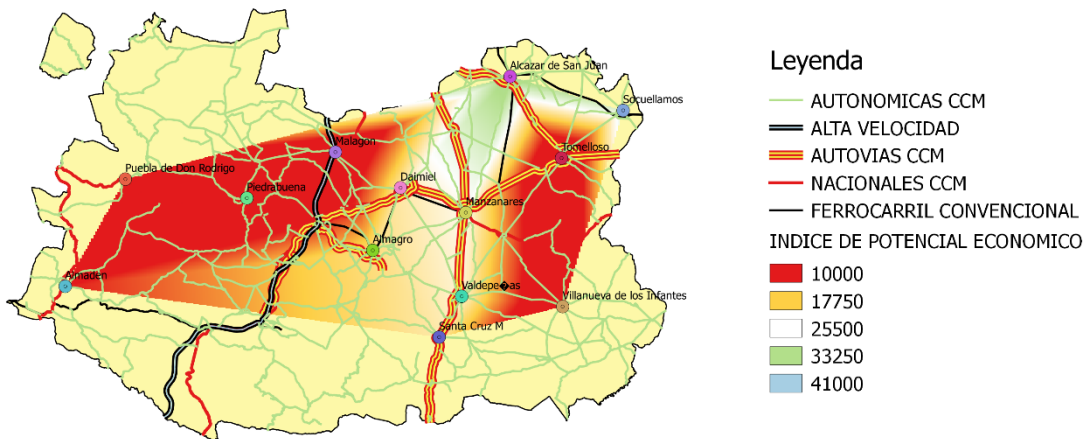 Alcazar de San Juan
Socuellamos
Malagon
Tomelloso
Puebla de Don Rodrigo
Daimiel
Piedrabuena
Manzanares
Almagro
Almaden
Valdepe�as
Villanueva de los Infantes
Santa Cruz M
Leyenda
AUTONOMICAS CCM
ALTA VELOCIDAD
AUTOVIAS CCM
NACIONALES CCM
FERROCARRIL CONVENCIONAL
INDICE DE POTENCIAL ECONOMICO
10000
17750
25500
33250
41000